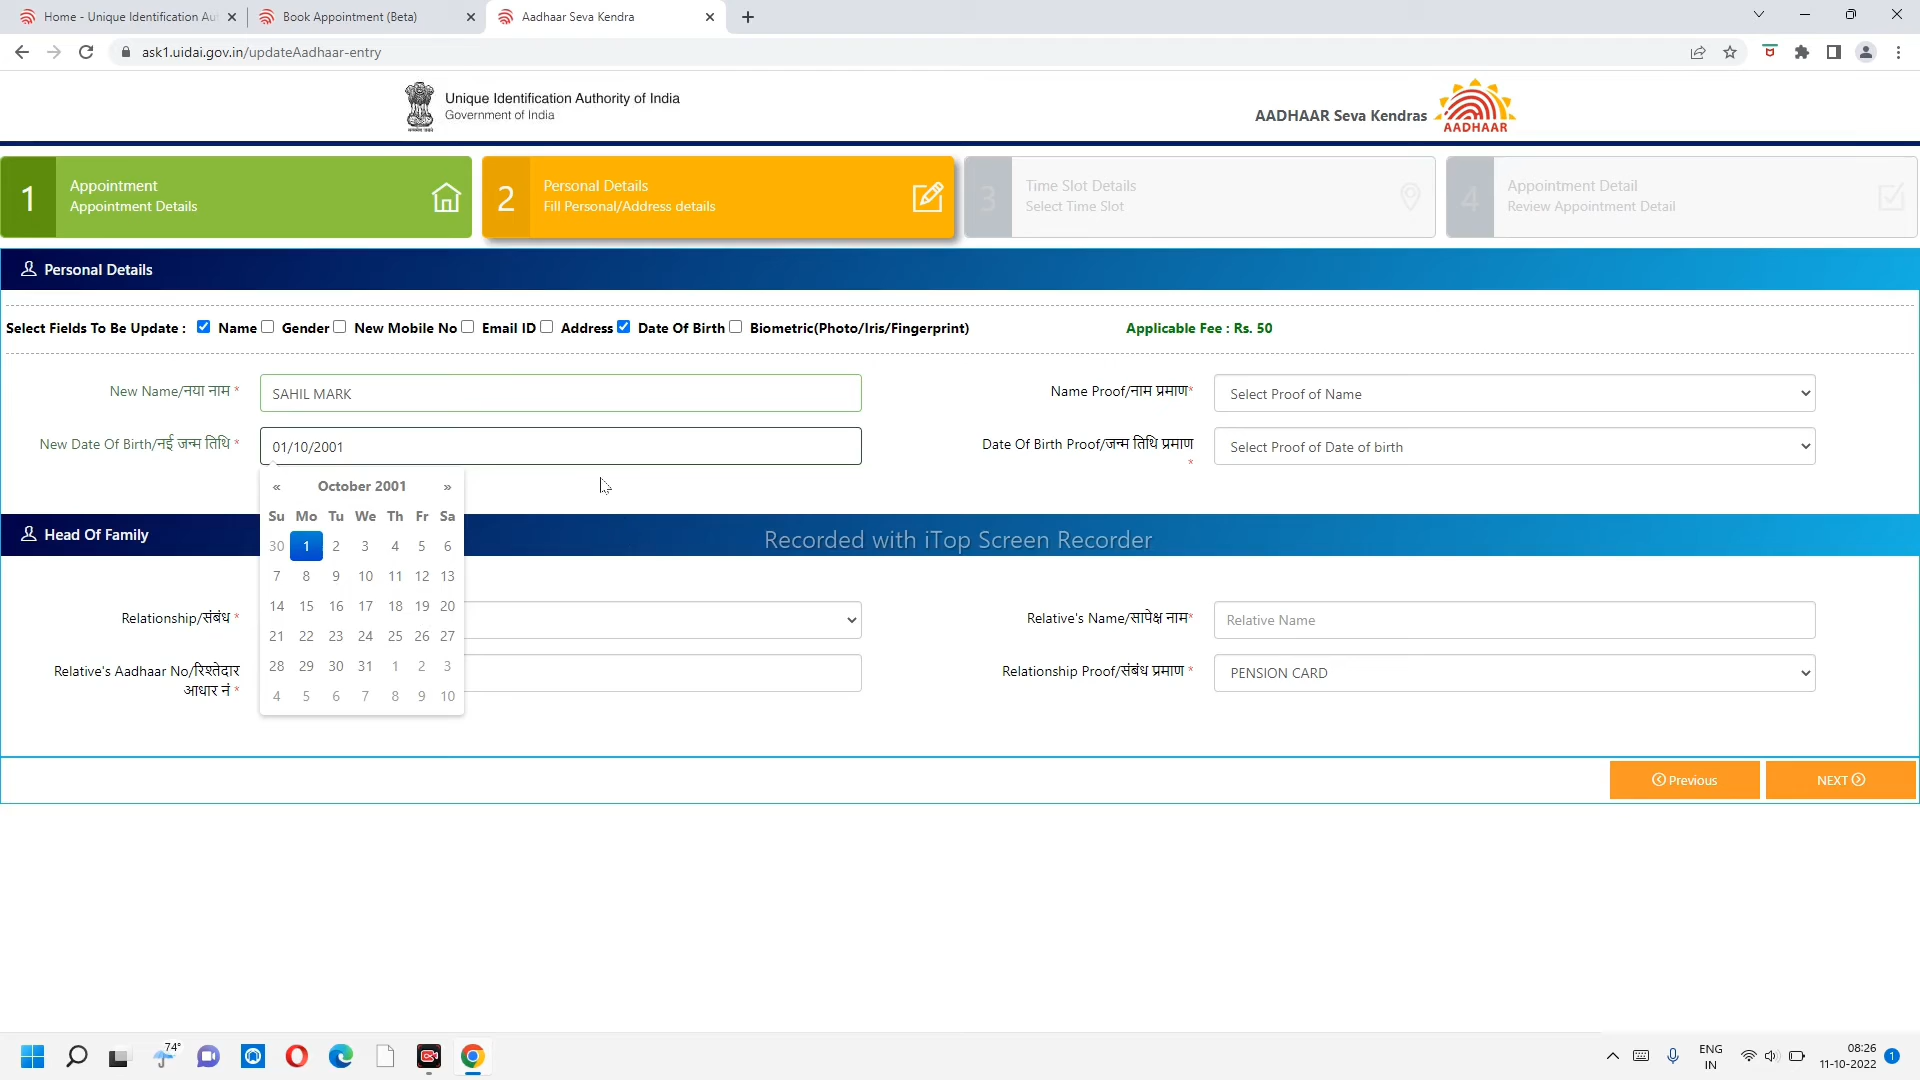 Home - Unique Identification Au
Book Appointment (Beta)
Aadhaar Seva Kendra
ask1.uidai.gov.in/updateAadhaar-entry
Unique Identification Authority of India
Government of India
AADHAAR Seva Kendras
AADHAAR
1
Appointment
Appointment Details
2
Personal Details
Fill Personal/Address details
3
Time Slot Details
Select Time Slot
4
Appointment Detail
Review Appointment Detail
Personal Details
Select Fields To Be Update : Name Gender New Mobile No Email ID Address Date Of Birth Biometric(Photo/Iris/Fingerprint) Applicable Fee : Rs. 50
New Name/नया नाम *
SAHIL MARK
Name Proof/नाम प्रमाण*
Select Proof of Name
New Date Of Birth/नई जन्म तिथि *
01/10/2001
Date Of Birth Proof/जन्म तिथि प्रमाण
*
Select Proof of Date of birth
« October 2001 »
Su Mo Tu We Th Fr Sa
30 1 2 3 4 5 6
7 8 9 10 11 12 13
14 15 16 17 18 19 20
21 22 23 24 25 26 27
28 29 30 31 1 2 3
4 5 6 7 8 9 10
Head Of Family
Recorded with iTop Screen Recorder
Relationship/संबंध *
Relative's Name/सापेक्ष नाम*
Relative Name
Relative's Aadhaar No/रिश्तेदार
आधार नं *
Relationship Proof/संबंध प्रमाण *
PENSION CARD
Previous
NEXT
74°
ENG
IN
08:26
11-10-2022
1